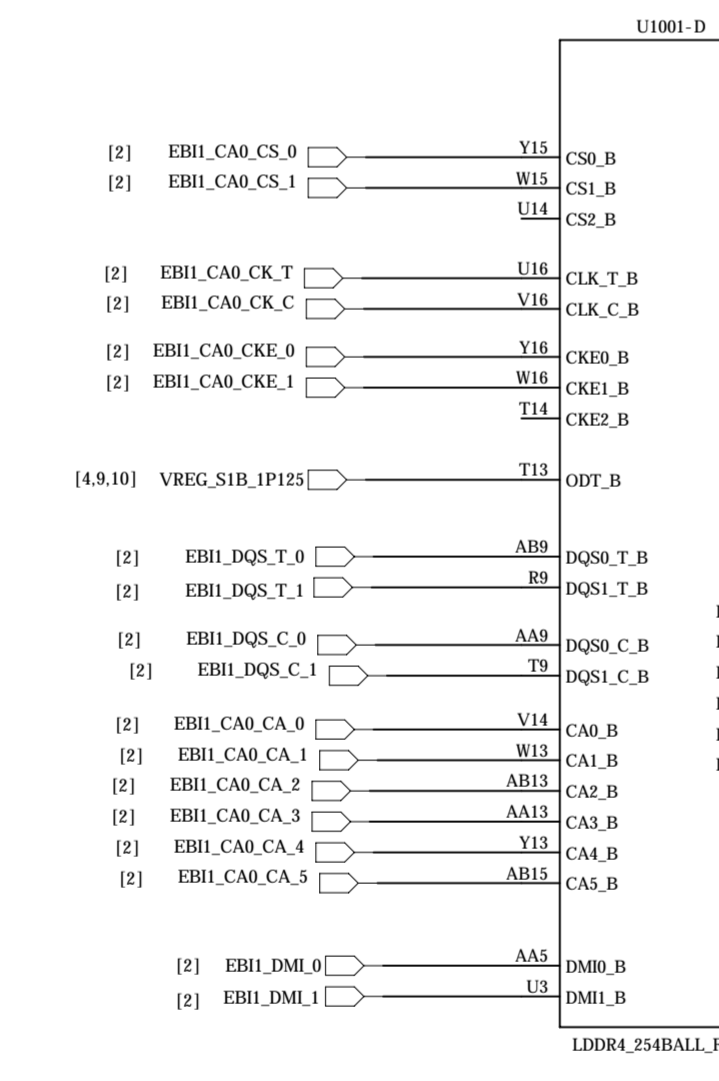 U1001-D
[2] EBI1_CA0_CS_0 Y15 CS0_B
[2] EBI1_CA0_CS_1 W15 CS1_B
U14 CS2_B
[2] EBI1_CA0_CK_T U16 CLK_T_B
[2] EBI1_CA0_CK_C V16 CLK_C_B
[2] EBI1_CA0_CKE_0 Y16 CKE0_B
[2] EBI1_CA0_CKE_1 W16 CKE1_B
T14 CKE2_B
[4,9,10] VREG_S1B_1P125 T13 ODT_B
[2] EBI1_DQS_T_0 AB9 DQS0_T_B
[2] EBI1_DQS_T_1 R9 DQS1_T_B
[2] EBI1_DQS_C_0 AA9 DQS0_C_B
[2] EBI1_DQS_C_1 T9 DQS1_C_B
[2] EBI1_CA0_CA_0 V14 CA0_B
[2] EBI1_CA0_CA_1 W13 CA1_B
[2] EBI1_CA0_CA_2 AB13 CA2_B
[2] EBI1_CA0_CA_3 AA13 CA3_B
[2] EBI1_CA0_CA_4 Y13 CA4_B
[2] EBI1_CA0_CA_5 AB15 CA5_B
[2] EBI1_DMI_0 AA5 DMI0_B
[2] EBI1_DMI_1 U3 DMI1_B
LDDR4_254BALL_